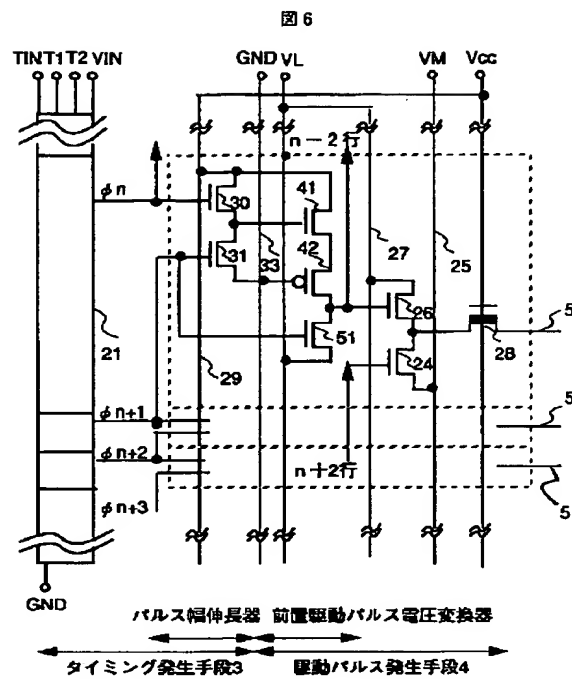 図6
TIN T1 T2 VIN GND VL VM Vcc
n-2行
φn
30
41
31
42
33
27
25
26
51
24
28
5
21
29
φn+1
5
φn+2
n+2行
5
φn+3
GND
パルス幅伸長器 前置駆動パルス電圧変換器
タイミング発生手段3 駆動パルス発生手段4